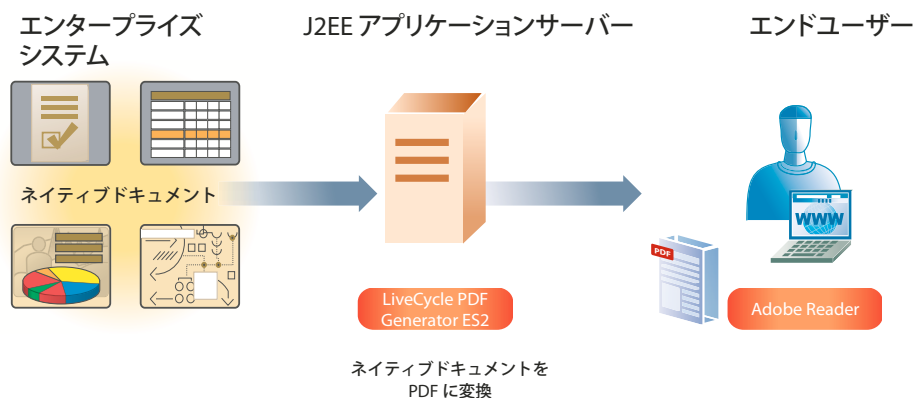 エンタープライズ
システム
J2EE アプリケーションサーバー
エンドユーザー
ネイティブドキュメント
WWW
PDF
LiveCycle PDF
Generator ES2
Adobe Reader
ネイティブドキュメントを
PDF に変換